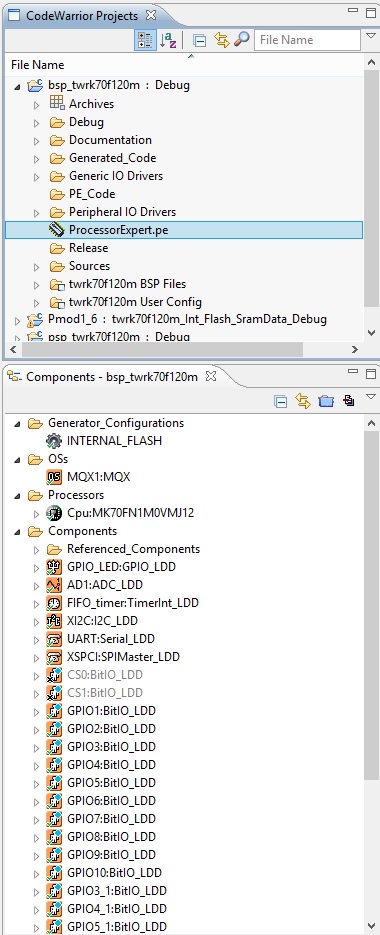 CodeWarrior Projects
File Name
File Name
bsp_twrk70f120m : Debug
Archives
Debug
Documentation
Generated_Code
Generic IO Drivers
PE_Code
Peripheral IO Drivers
ProcessorExpert.pe
Release
Sources
twrk70f120m BSP Files
twrk70f120m User Config
Pmod1_6 : twrk70f120m_Int_Flash_SramData_Debug
psp_twrk70f120m : Debug
Components - bsp_twrk70f120m
Generator_Configurations
INTERNAL_FLASH
OSs
MQX1:MQX
Processors
Cpu:MK70FN1M0VMJ12
Components
Referenced_Components
GPIO_LED:GPIO_LDD
AD1:ADC_LDD
FIFO_timer:TimerInt_LDD
XI2C:I2C_LDD
UART:Serial_LDD
XSPCI:SPIMaster_LDD
CS0:BitIO_LDD
CS1:BitIO_LDD
GPIO1:BitIO_LDD
GPIO2:BitIO_LDD
GPIO3:BitIO_LDD
GPIO4:BitIO_LDD
GPIO5:BitIO_LDD
GPIO6:BitIO_LDD
GPIO7:BitIO_LDD
GPIO8:BitIO_LDD
GPIO9:BitIO_LDD
GPIO10:BitIO_LDD
GPIO3_1:BitIO_LDD
GPIO4_1:BitIO_LDD
GPIO5_1:BitIO_LDD